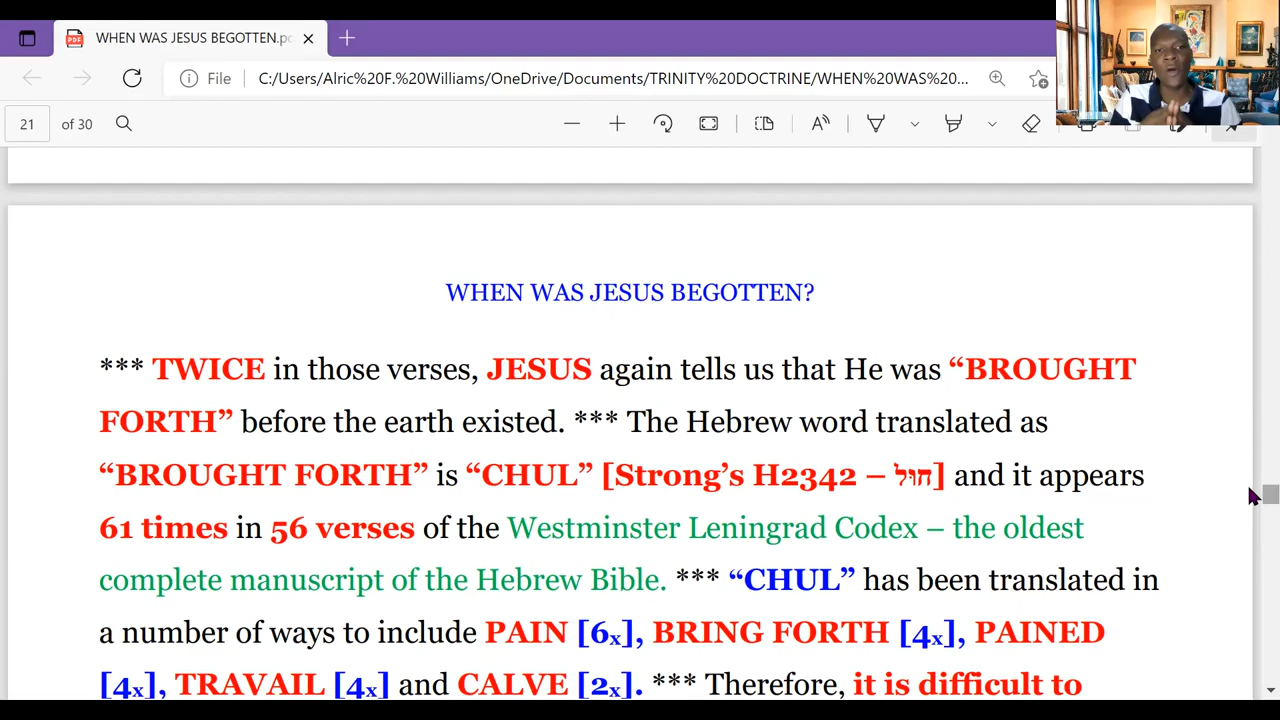 WHEN WAS JESUS BEGOTTEN.pc
File
C:/Users/Alric%20F.%20Williams/OneDrive/Documents/TRINITY%20DOCTRINE/WHEN%20WAS%20...
21 of 30
WHEN WAS JESUS BEGOTTEN?
*** TWICE in those verses, JESUS again tells us that He was “BROUGHT
FORTH” before the earth existed. *** The Hebrew word translated as
“BROUGHT FORTH” is “CHUL” [Strong’s H2342 – חוּל] and it appears
61 times in 56 verses of the Westminster Leningrad Codex – the oldest
complete manuscript of the Hebrew Bible. *** “CHUL” has been translated in
a number of ways to include PAIN [6x], BRING FORTH [4x], PAINED
[4x], TRAVAIL [4x] and CALVE [2x]. *** Therefore, it is difficult to